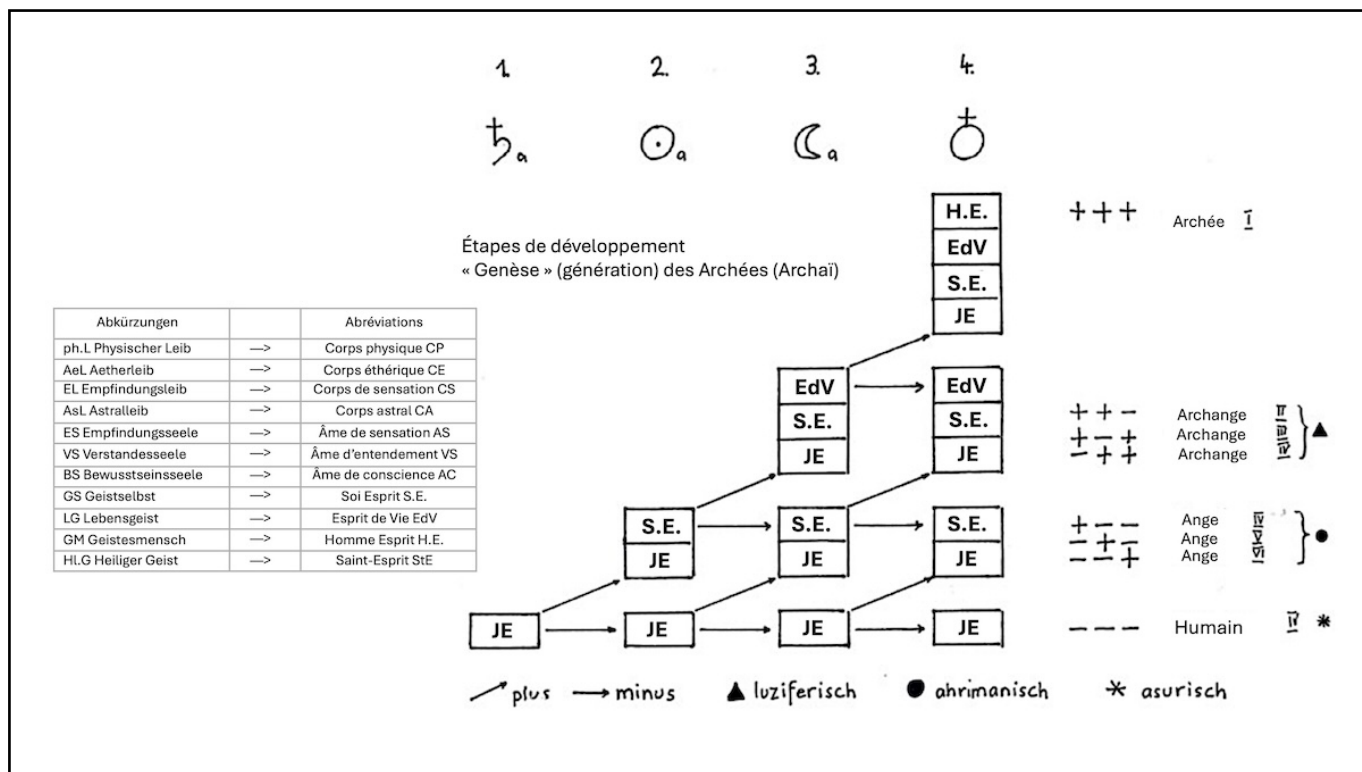 1. 2. 3. 4.
♄a ☉a ☾a ♁
Étapes de développement
« Genèse » (génération) des Archées (Archaï)
Abkürzungen Abréviations
ph.L Physischer Leib —> Corps physique CP
AeL Aetherleib —> Corps éthérique CE
EL Empfindungsleib —> Corps de sensation CS
AsL Astralleib —> Corps astral CA
ES Empfindungsseele —> Âme de sensation AS
VS Verstandesseele —> Âme d'entendement VS
BS Bewusstseinsseele —> Âme de conscience AC
GS Geistselbst —> Soi Esprit S.E.
LG Lebensgeist —> Esprit de Vie EdV
GM Geistesmensch —> Homme Esprit H.E.
Hl.G Heiliger Geist —> Saint-Esprit StE
H.E. + + + Archée I
EdV
S.E.
JE
EdV EdV
S.E. S.E. + + − Archange II
+ − + Archange
JE JE − + + Archange
S.E. S.E. S.E. + − − Ange
− + − Ange
JE JE JE − − + Ange
JE JE JE JE − − − Humain
plus minus luziferisch ahrimanisch asurisch